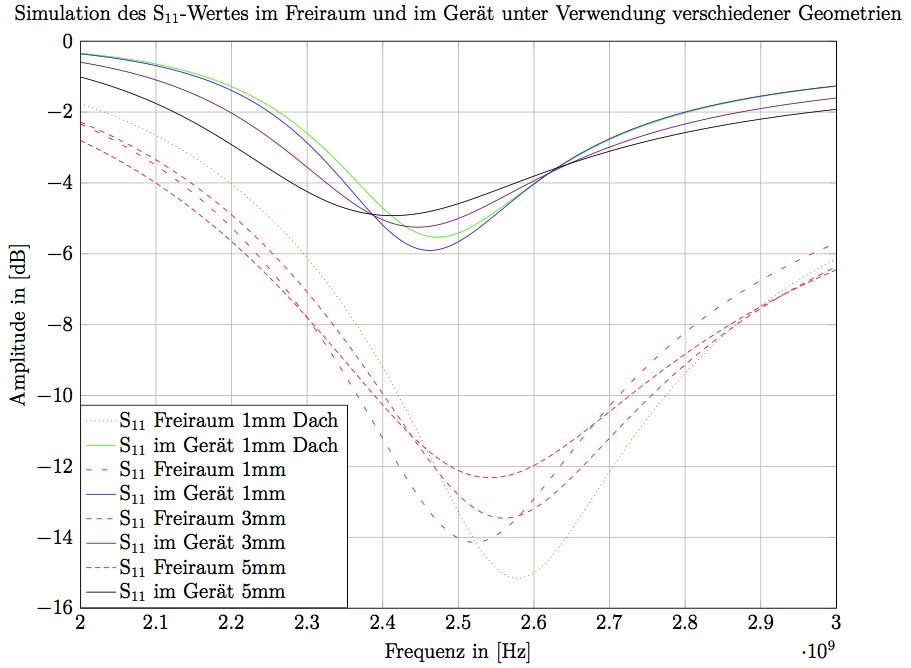 Simulation des S₁₁-Wertes im Freiraum und im Gerät unter Verwendung verschiedener Geometrien
0
−2
−4
−6
−8
−10
−12
−14
−16
Amplitude in [dB]
S₁₁ Freiraum 1mm Dach
S₁₁ im Gerät 1mm Dach
S₁₁ Freiraum 1mm
S₁₁ im Gerät 1mm
S₁₁ Freiraum 3mm
S₁₁ im Gerät 3mm
S₁₁ Freiraum 5mm
S₁₁ im Gerät 5mm
2 2.1 2.2 2.3 2.4 2.5 2.6 2.7 2.8 2.9 3
Frequenz in [Hz]
·10⁹